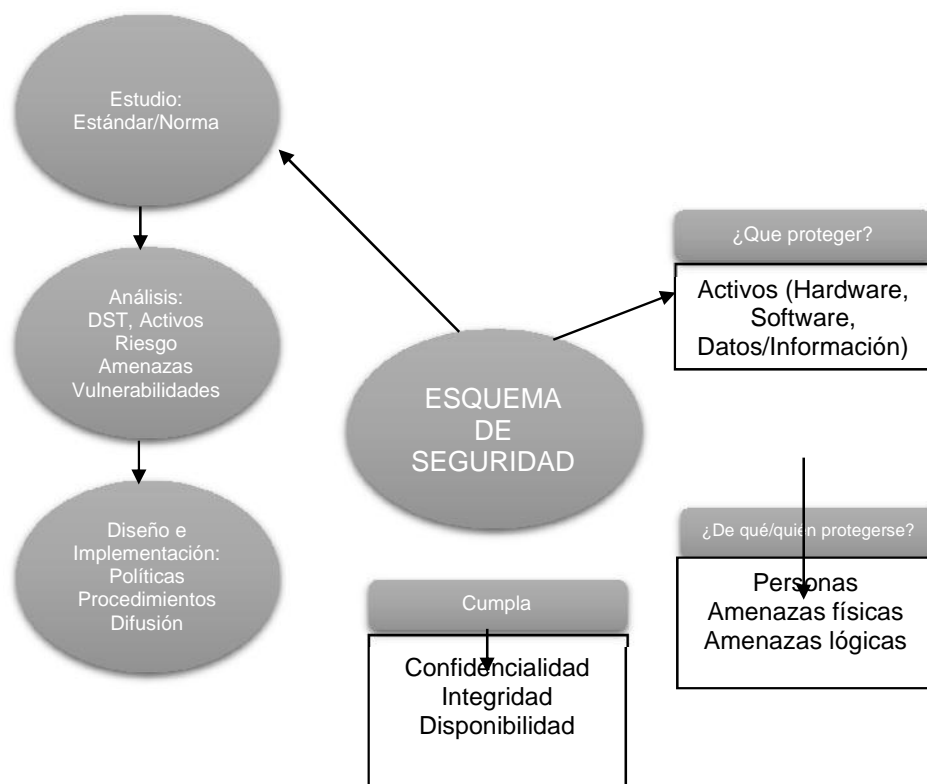 Estudio:
Estándar/Norma
Análisis:
DST, Activos
Riesgo
Amenazas
Vulnerabilidades
Diseño e
Implementación:
Políticas
Procedimientos
Difusión
ESQUEMA
DE
SEGURIDAD
¿Que proteger?
Activos (Hardware,
Software,
Datos/Información)
¿De qué/quién protegerse?
Personas
Amenazas físicas
Amenazas lógicas
Cumpla
Confidencialidad
Integridad
Disponibilidad